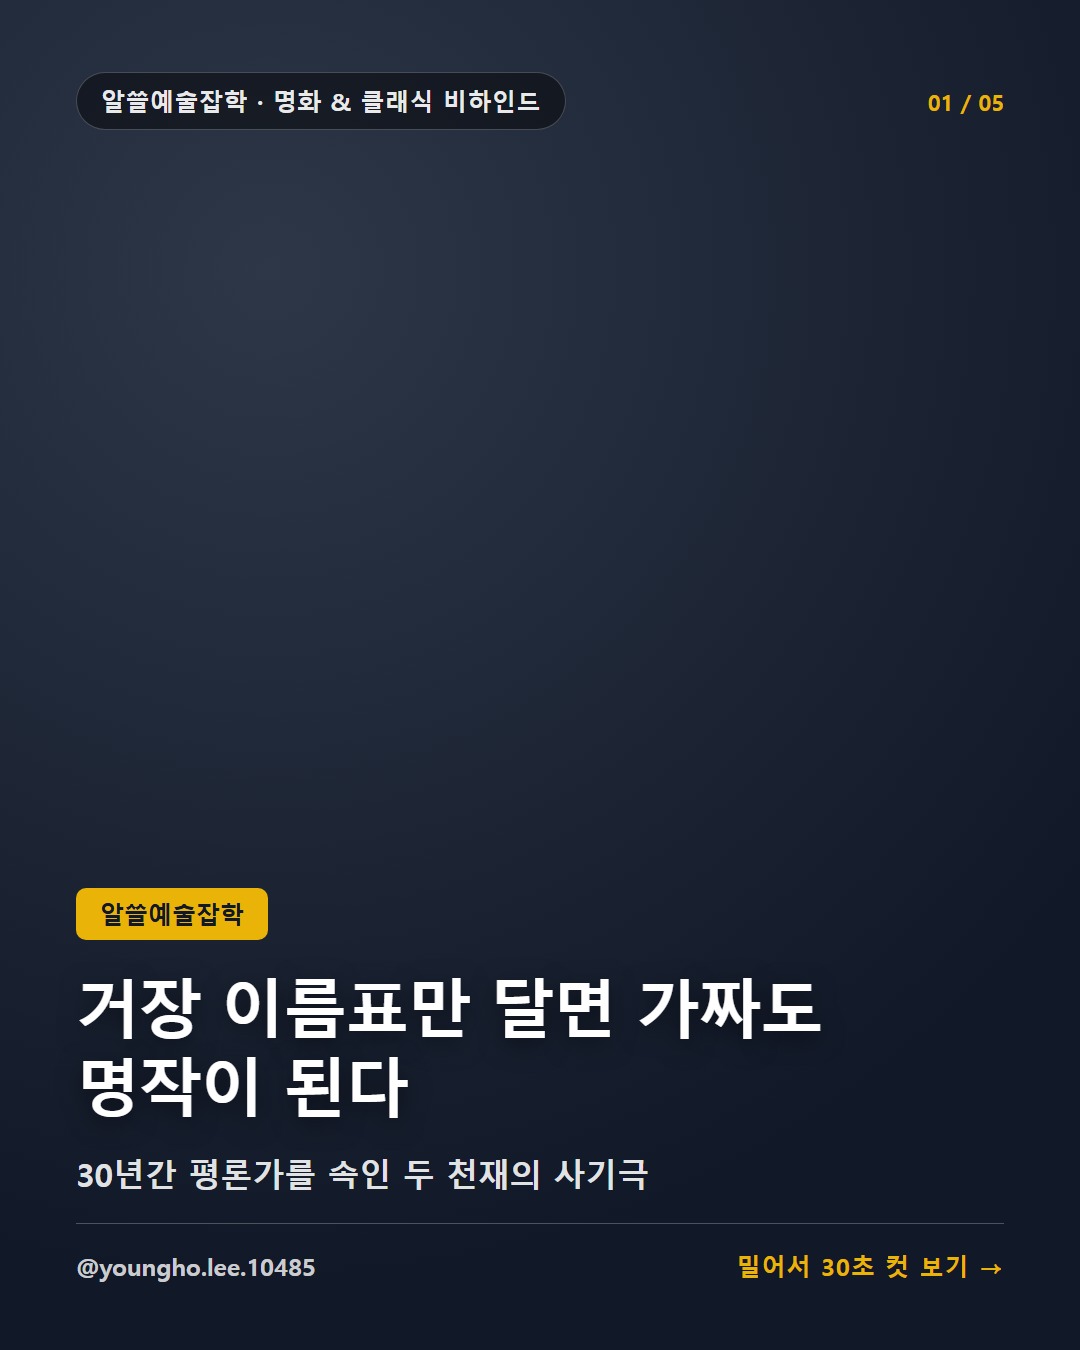 알쓸예술잡학 · 명화 & 클래식 비하인드
01 / 05
알쓸예술잡학
거장 이름표만 달면 가짜도
명작이 된다
30년간 평론가를 속인 두 천재의 사기극
@youngho.lee.10485
밀어서 30초 컷 보기 →